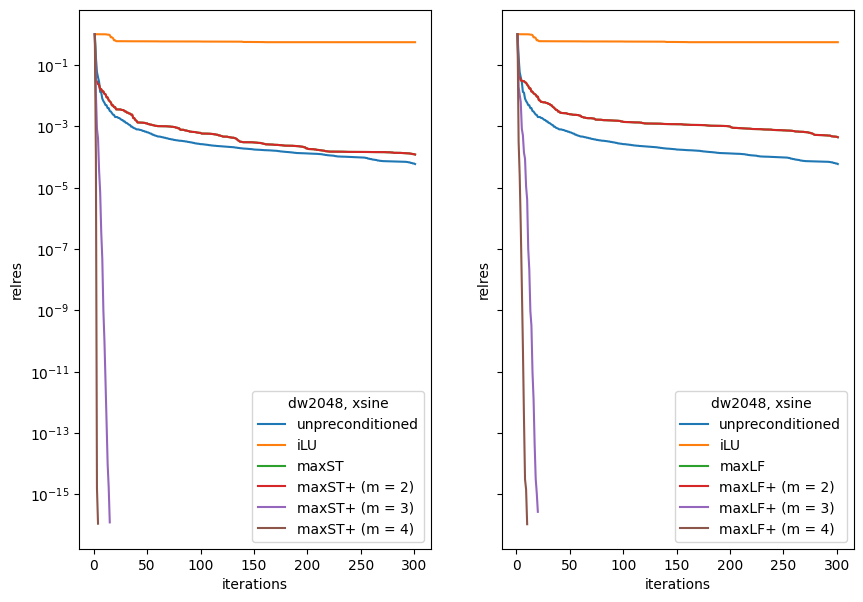 relres
10⁻¹
10⁻³
10⁻⁵
10⁻⁷
10⁻⁹
10⁻¹¹
10⁻¹³
10⁻¹⁵
0 50 100 150 200 250 300
iterations
dw2048, xsine
unpreconditioned
iLU
maxST
maxST+ (m = 2)
maxST+ (m = 3)
maxST+ (m = 4)
relres
0 50 100 150 200 250 300
iterations
dw2048, xsine
unpreconditioned
iLU
maxLF
maxLF+ (m = 2)
maxLF+ (m = 3)
maxLF+ (m = 4)